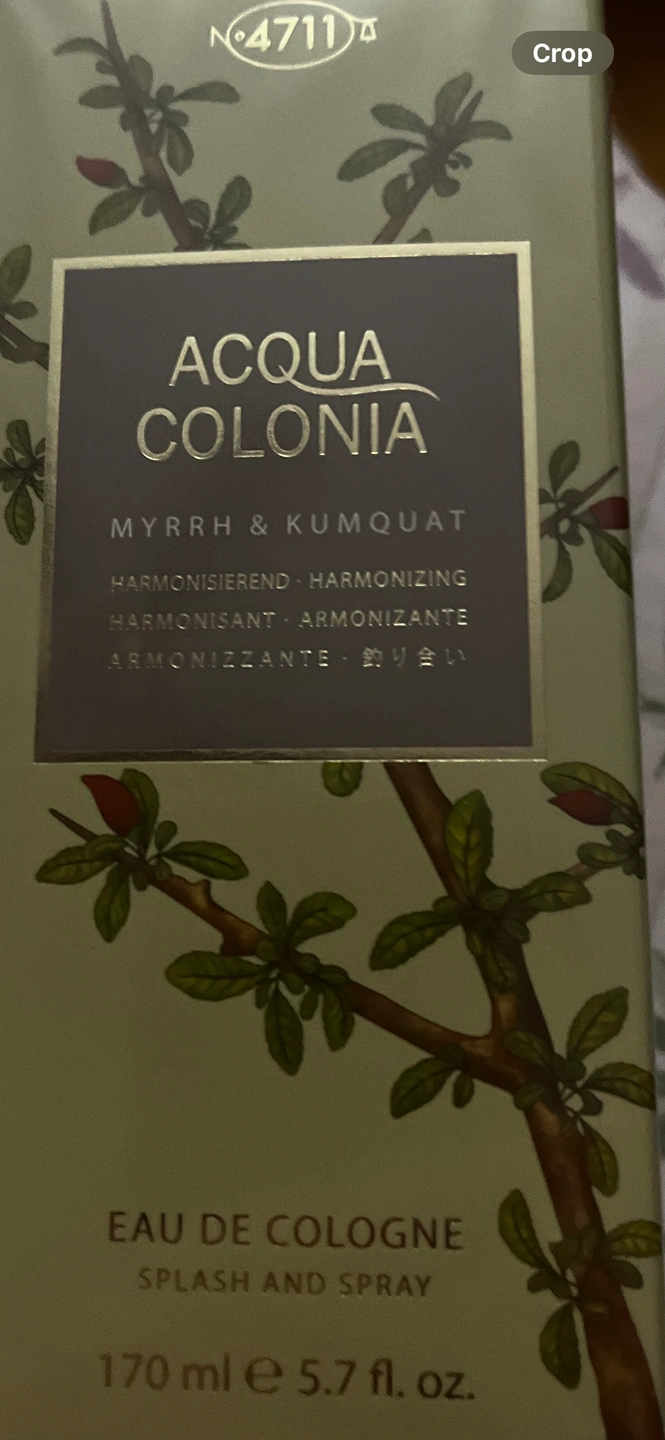 Nº4711
Crop
ACQUA
COLONIA
MYRRH & KUMQUAT
HARMONISIEREND · HARMONIZING
HARMONISANT · ARMONIZANTE
ARMONIZZANTE · 釣り合い
EAU DE COLOGNE
SPLASH AND SPRAY
170 ml ℮ 5.7 fl. oz.